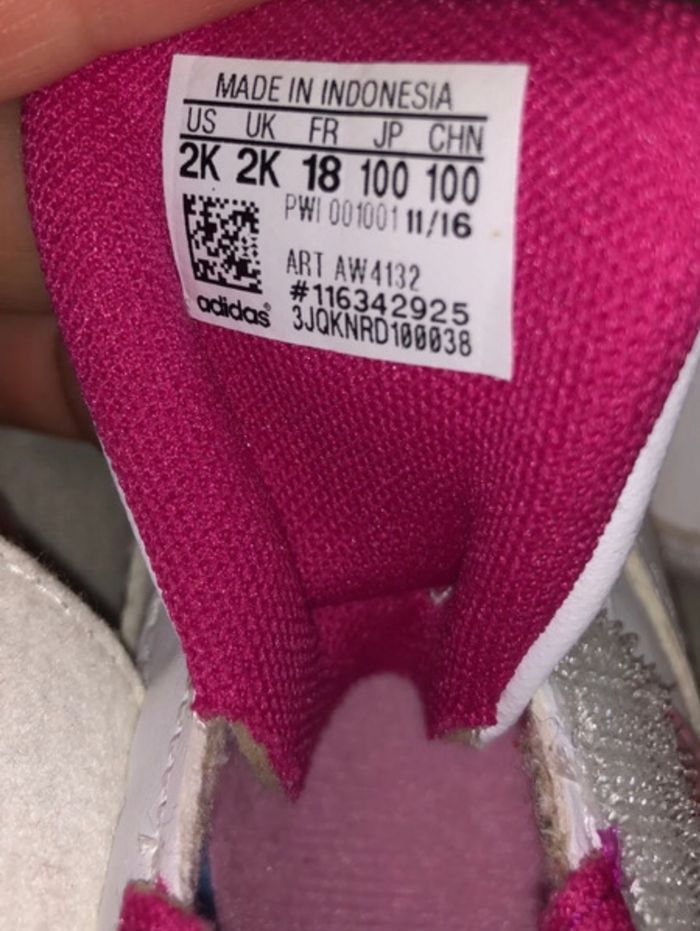 MADE IN INDONESIA
US UK FR JP CHN
2K 2K 18 100 100
PWI 001001 11/16
ART AW4132
#116342925
adidas® 3JQKNRD100038